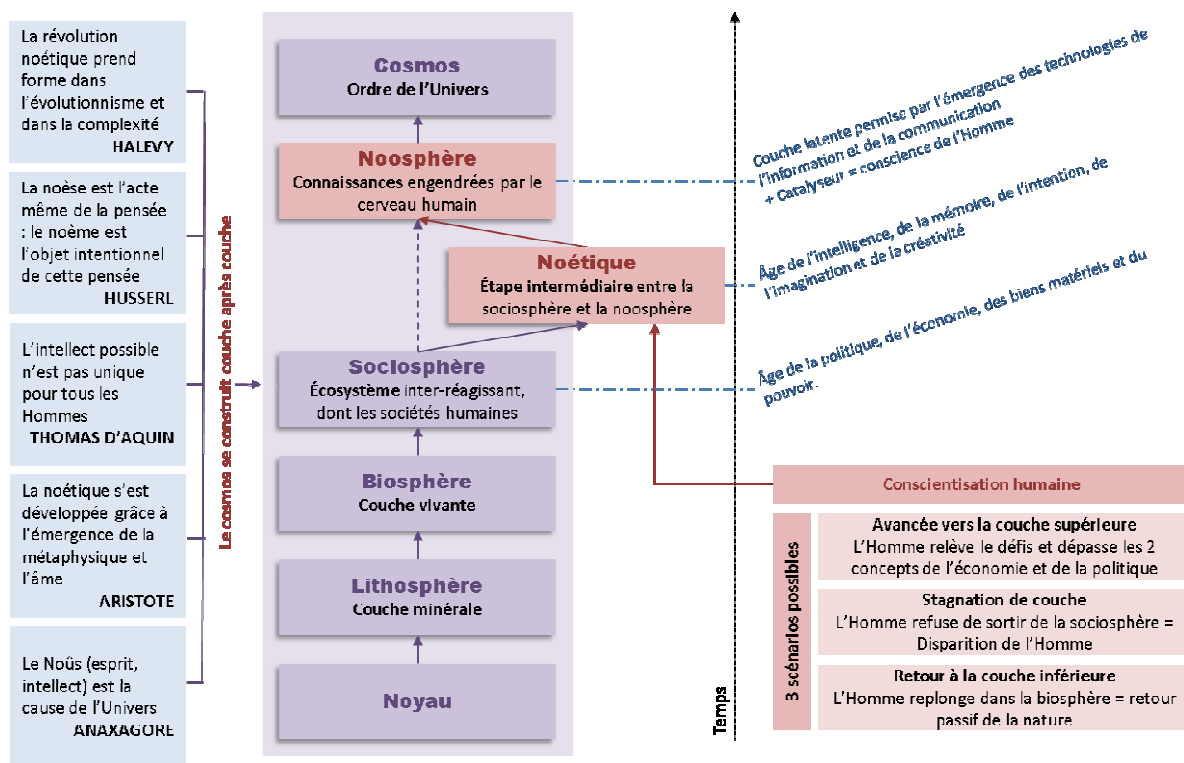 La révolution
noétique prend
forme dans
l'évolutionnisme et
dans la complexité
HALEVY
La noèse est l'acte
même de la pensée
: le noème est
l'objet intentionnel
de cette pensée
HUSSERL
L'intellect possible
n'est pas unique
pour tous les
Hommes
THOMAS D'AQUIN
La noétique s'est
développée grâce à
l'émergence de la
métaphysique et
l'âme
ARISTOTE
Le Noûs (esprit,
intellect) est la
cause de l'Univers
ANAXAGORE
Le cosmos se construit couche après couche
Cosmos
Ordre de l'Univers
Noosphère
Connaissances engendrées par le
cerveau humain
Noétique
Étape intermédiaire entre la
sociosphère et la noosphère
Sociosphère
Écosystème inter-réagissant,
dont les sociétés humaines
Biosphère
Couche vivante
Lithosphère
Couche minérale
Noyau
Temps
Couche latente permise par l'émergence des technologies de
l'information et de la communication
+ Catalyseur = conscience de l'Homme
Âge de l'intelligence, de la mémoire, de l'intention, de
l'imagination et de la créativité
Âge de la politique, de l'économie, des biens matériels et du
pouvoir.
Conscientisation humaine
3 scénarios possibles
Avancée vers la couche supérieure
L'Homme relève le défis et dépasse les 2
concepts de l'économie et de la politique
Stagnation de couche
L'Homme refuse de sortir de la sociosphère =
Disparition de l'Homme
Retour à la couche inférieure
L'Homme replonge dans la biosphère = retour
passif de la nature